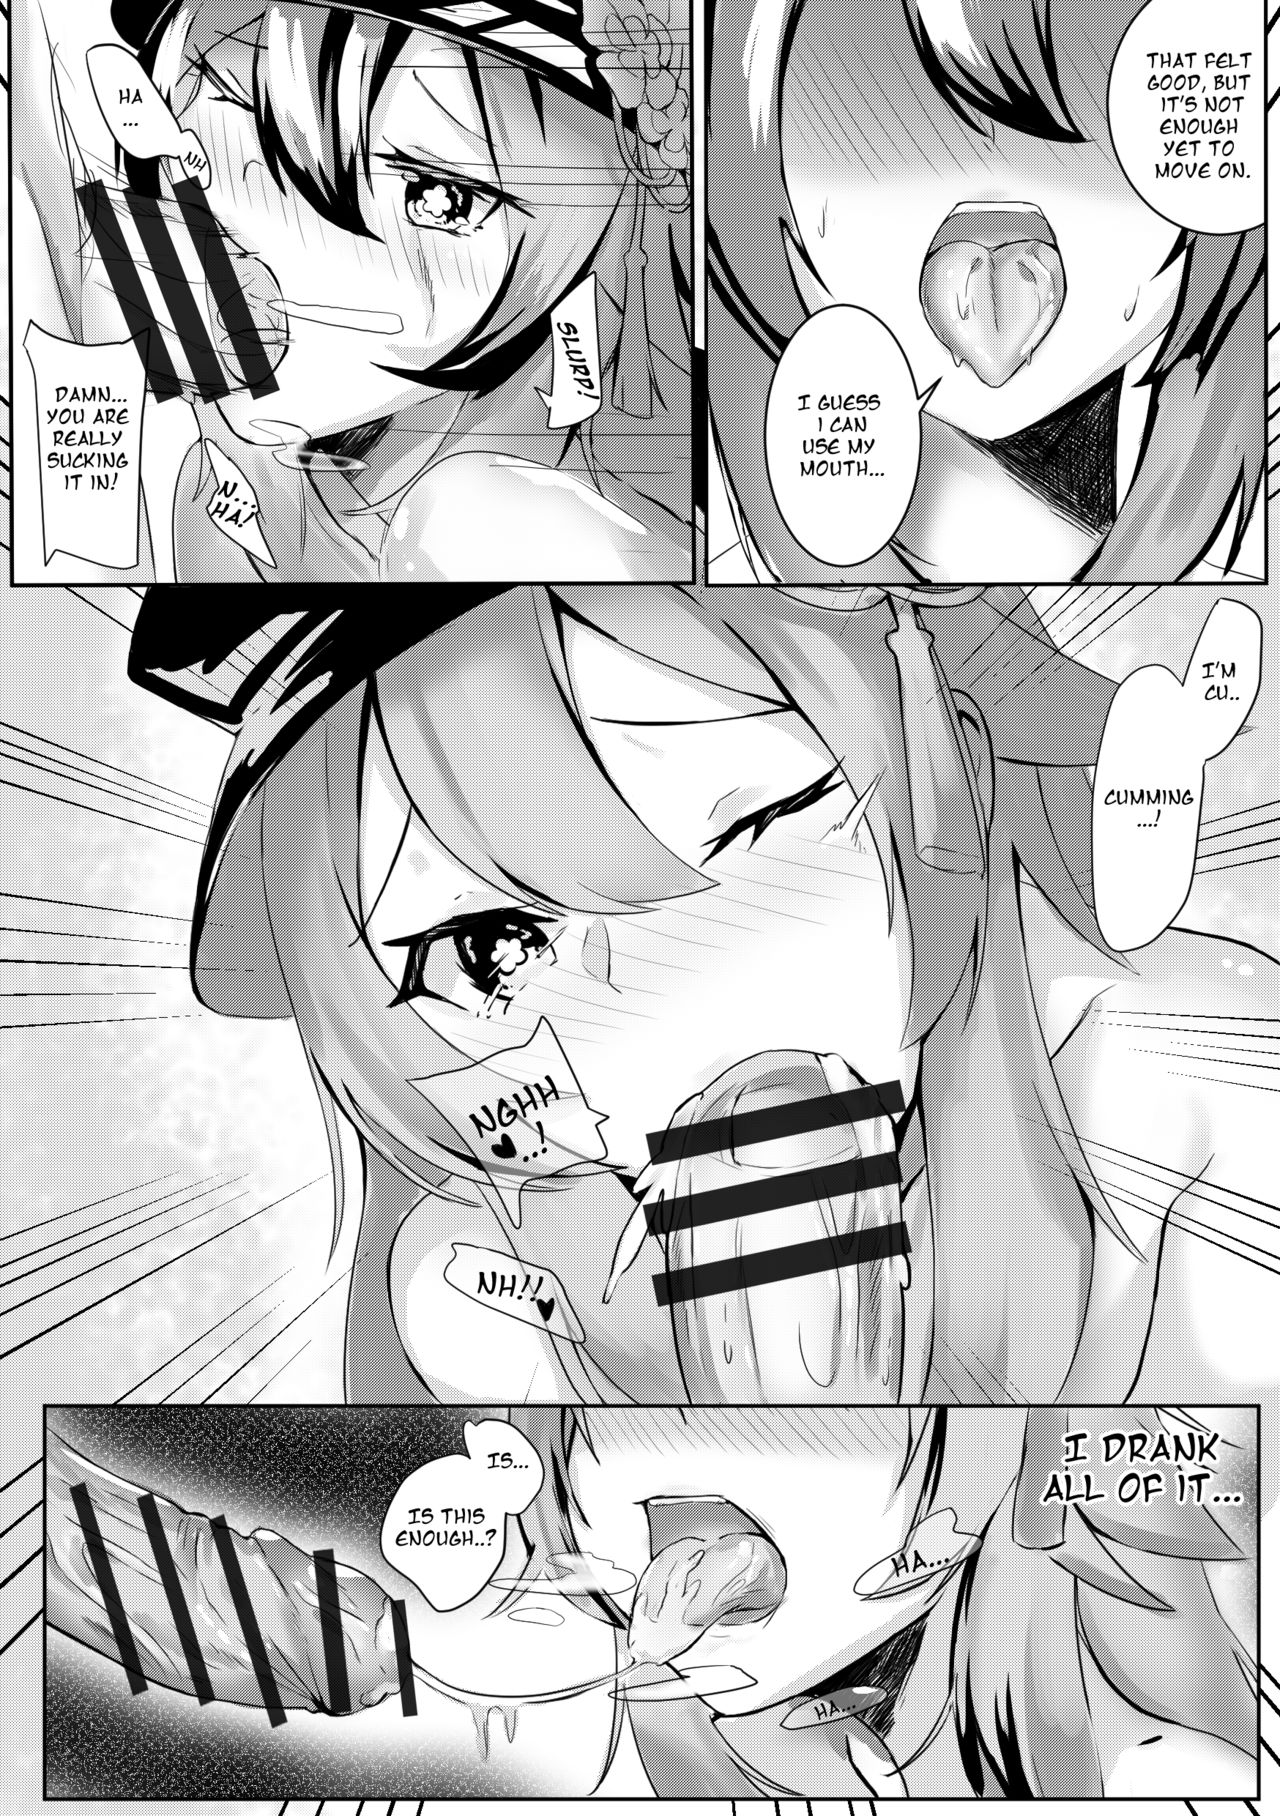 THAT FELT
GOOD, BUT
IT'S NOT
ENOUGH
YET TO
MOVE ON.
I GUESS
I CAN
USE MY
MOUTH...
HA
...
NH
SLURP!
DAMN...
YOU ARE
REALLY
SUCKING
IT IN!
N...
HA!
I'M
CU..
CUMMING
...!
NGHH
♥...!
NH!!
♥
I DRANK
ALL OF IT...
IS...
IS THIS
ENOUGH..?
HA...
HA...